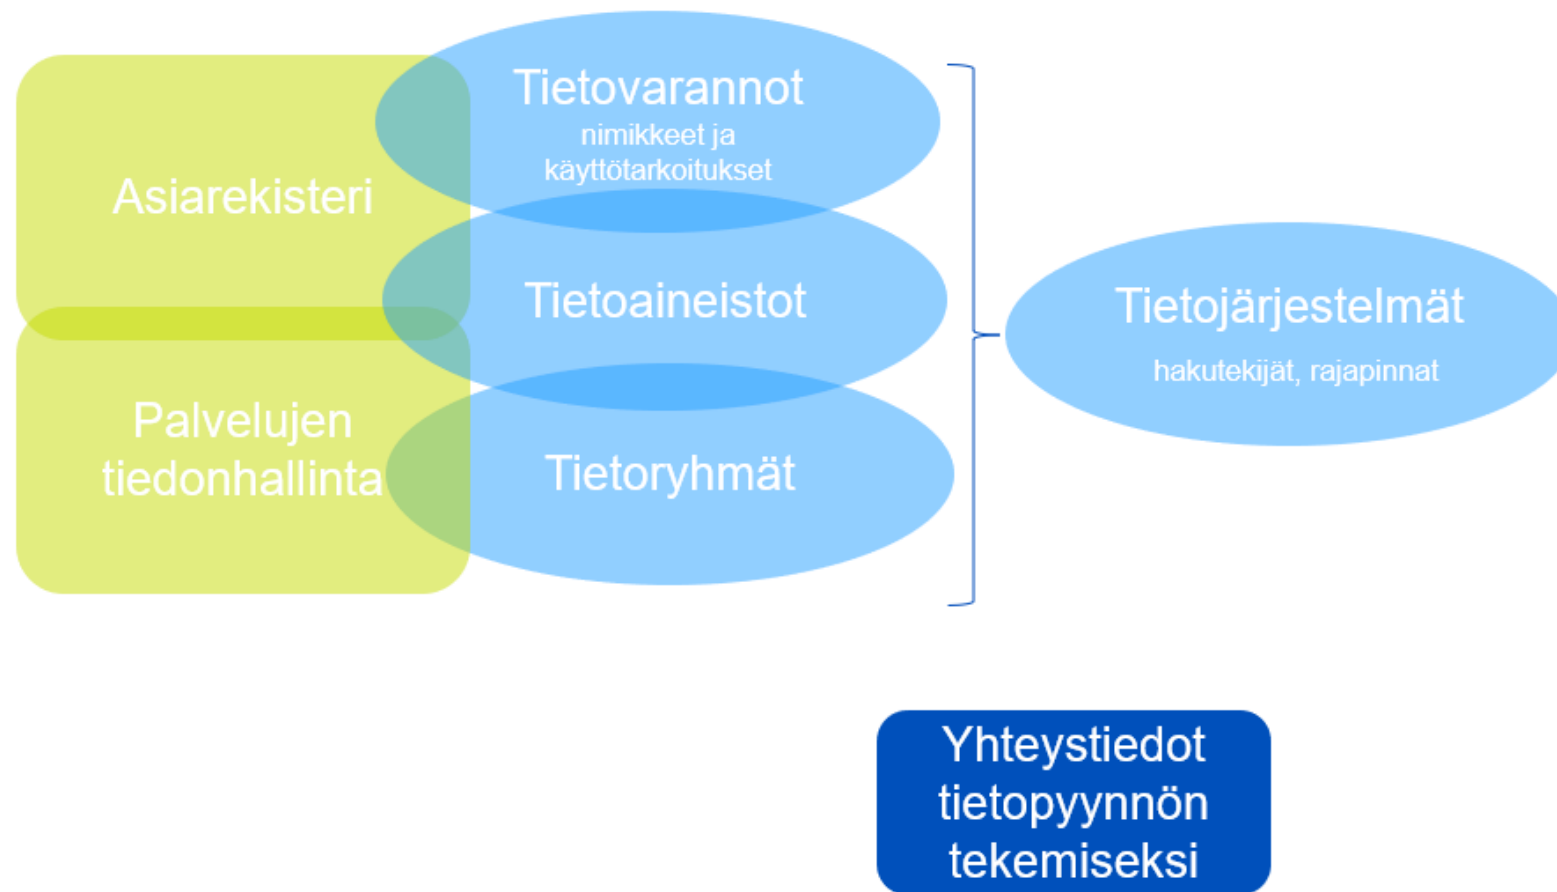 Asiarekisteri
Palvelujen
tiedonhallinta
Tietovarannot
nimikkeet ja
käyttötarkoitukset
Tietoaineistot
Tietoryhmät
Tietojärjestelmät
hakutekijät, rajapinnat
Yhteystiedot
tietopyynnön
tekemiseksi